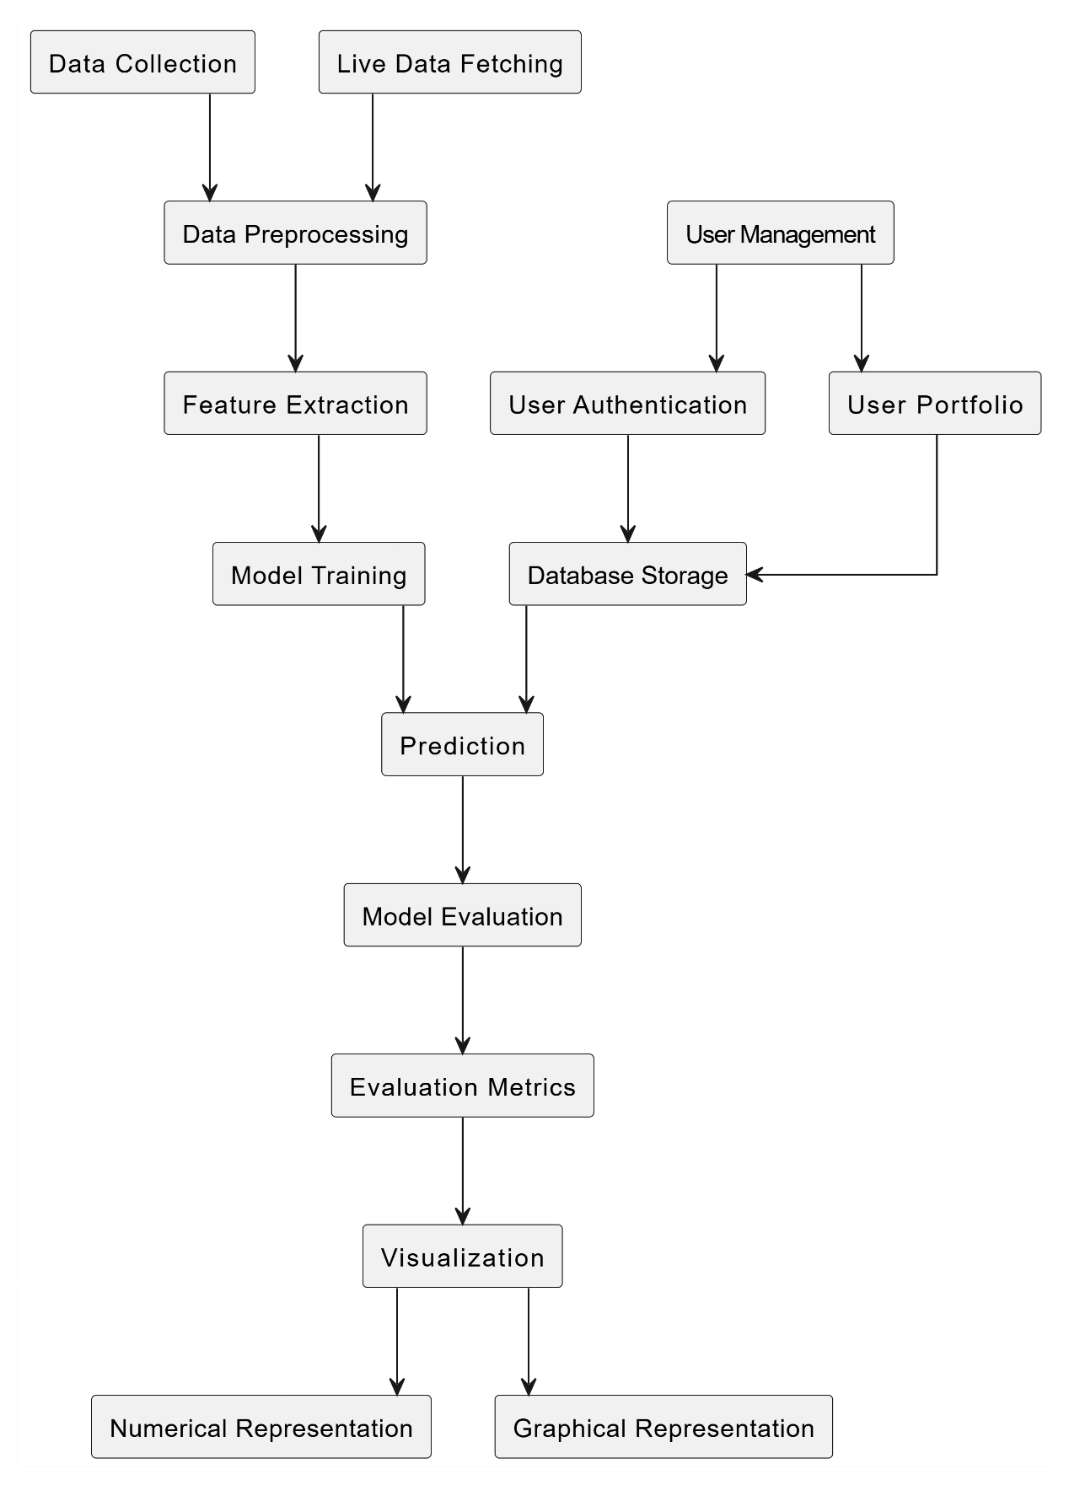 Data Collection
Live Data Fetching
Data Preprocessing
User Management
Feature Extraction
User Authentication
User Portfolio
Model Training
Database Storage
Prediction
Model Evaluation
Evaluation Metrics
Visualization
Numerical Representation
Graphical Representation